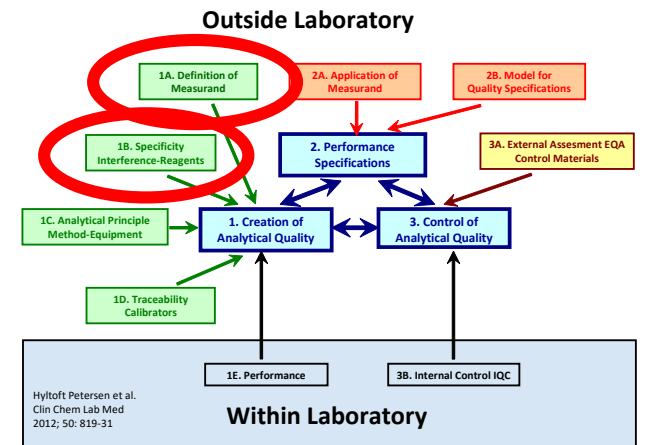 Outside Laboratory
1A. Definition of
Measurand
2A. Application of
Measurand
2B. Model for
Quality Specifications
1B. Specificity
Interference-Reagents
2. Performance
Specifications
3A. External Assesment EQA
Control Materials
1C. Analytical Principle
Method-Equipment
1. Creation of
Analytical Quality
3. Control of
Analytical Quality
1D. Traceability
Calibrators
1E. Performance
3B. Internal Control IQC
Hyltoft Petersen et al.
Clin Chem Lab Med
2012; 50: 819-31
Within Laboratory